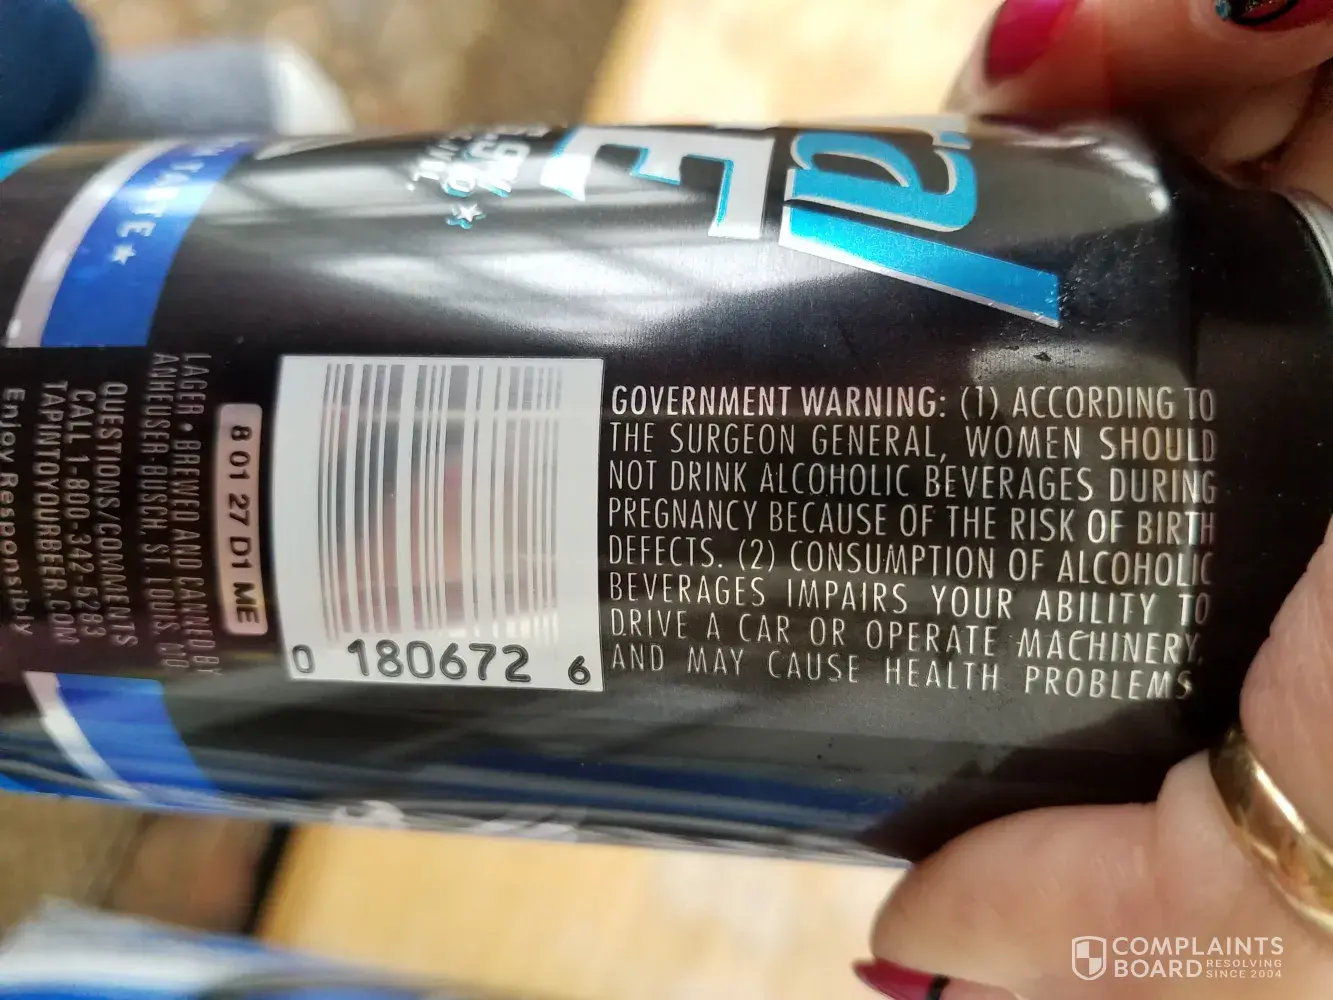 GOVERNMENT WARNING: (1) ACCORDING TO
THE SURGEON GENERAL, WOMEN SHOULD
NOT DRINK ALCOHOLIC BEVERAGES DURING
PREGNANCY BECAUSE OF THE RISK OF BIRTH
DEFECTS. (2) CONSUMPTION OF ALCOHOLIC
BEVERAGES IMPAIRS YOUR ABILITY TO
DRIVE A CAR OR OPERATE MACHINERY,
AND MAY CAUSE HEALTH PROBLEMS
0 180672 6
8 01 27 D1 ME
LAGER • BREWED AND CANNED BY
ANHEUSER BUSCH, ST. LOUIS, MO
QUESTIONS/COMMENTS
CALL 1-800-342-5283
TAPINTOYOURBEER.COM
Enjoy Responsibly
TASTE
COMPLAINTS
BOARD RESOLVING
SINCE 2004